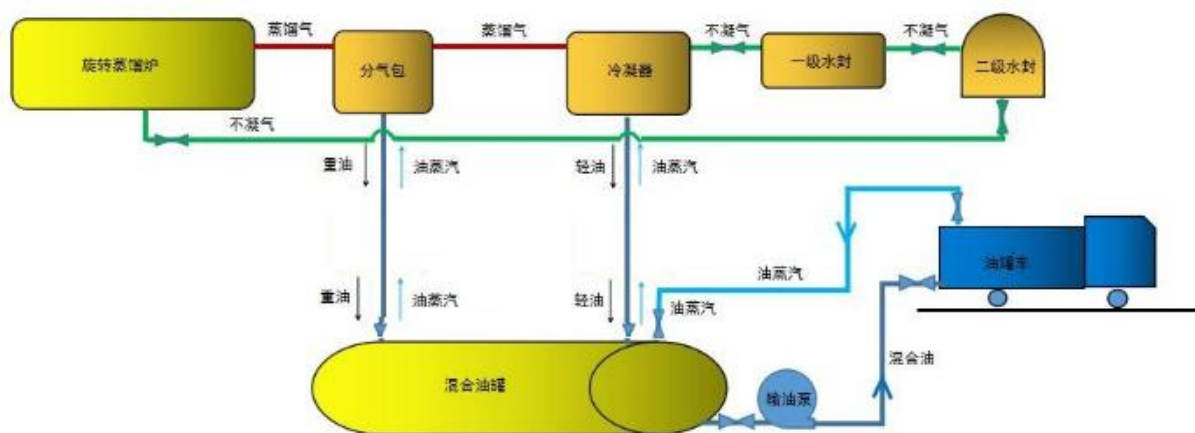 蒸馏气
蒸馏气
不凝气
不凝气
旋转蒸馏炉
分气包
冷凝器
一级水封
二级水封
不凝气
重油
油蒸汽
轻油
油蒸汽
油罐车
油蒸汽
重油
油蒸汽
轻油
油蒸汽
混合油
混合油罐
输油泵